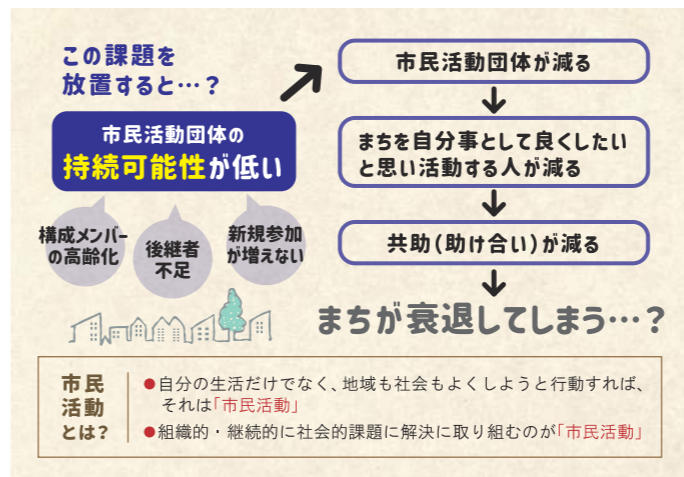 この課題を
放置すると…？
市民活動団体の
持続可能性が低い
構成メンバー
の高齢化
後継者
不足
新規参加
が増えない
市民活動団体が減る
まちを自分事として良くしたい
と思い活動する人が減る
共助（助け合い）が減る
まちが衰退してしまう…？
市民
活動
とは？
●自分の生活だけでなく、地域も社会もよくしようと行動すれば、
それは「市民活動」
●組織的・継続的に社会的課題に解決に取り組むのが「市民活動」